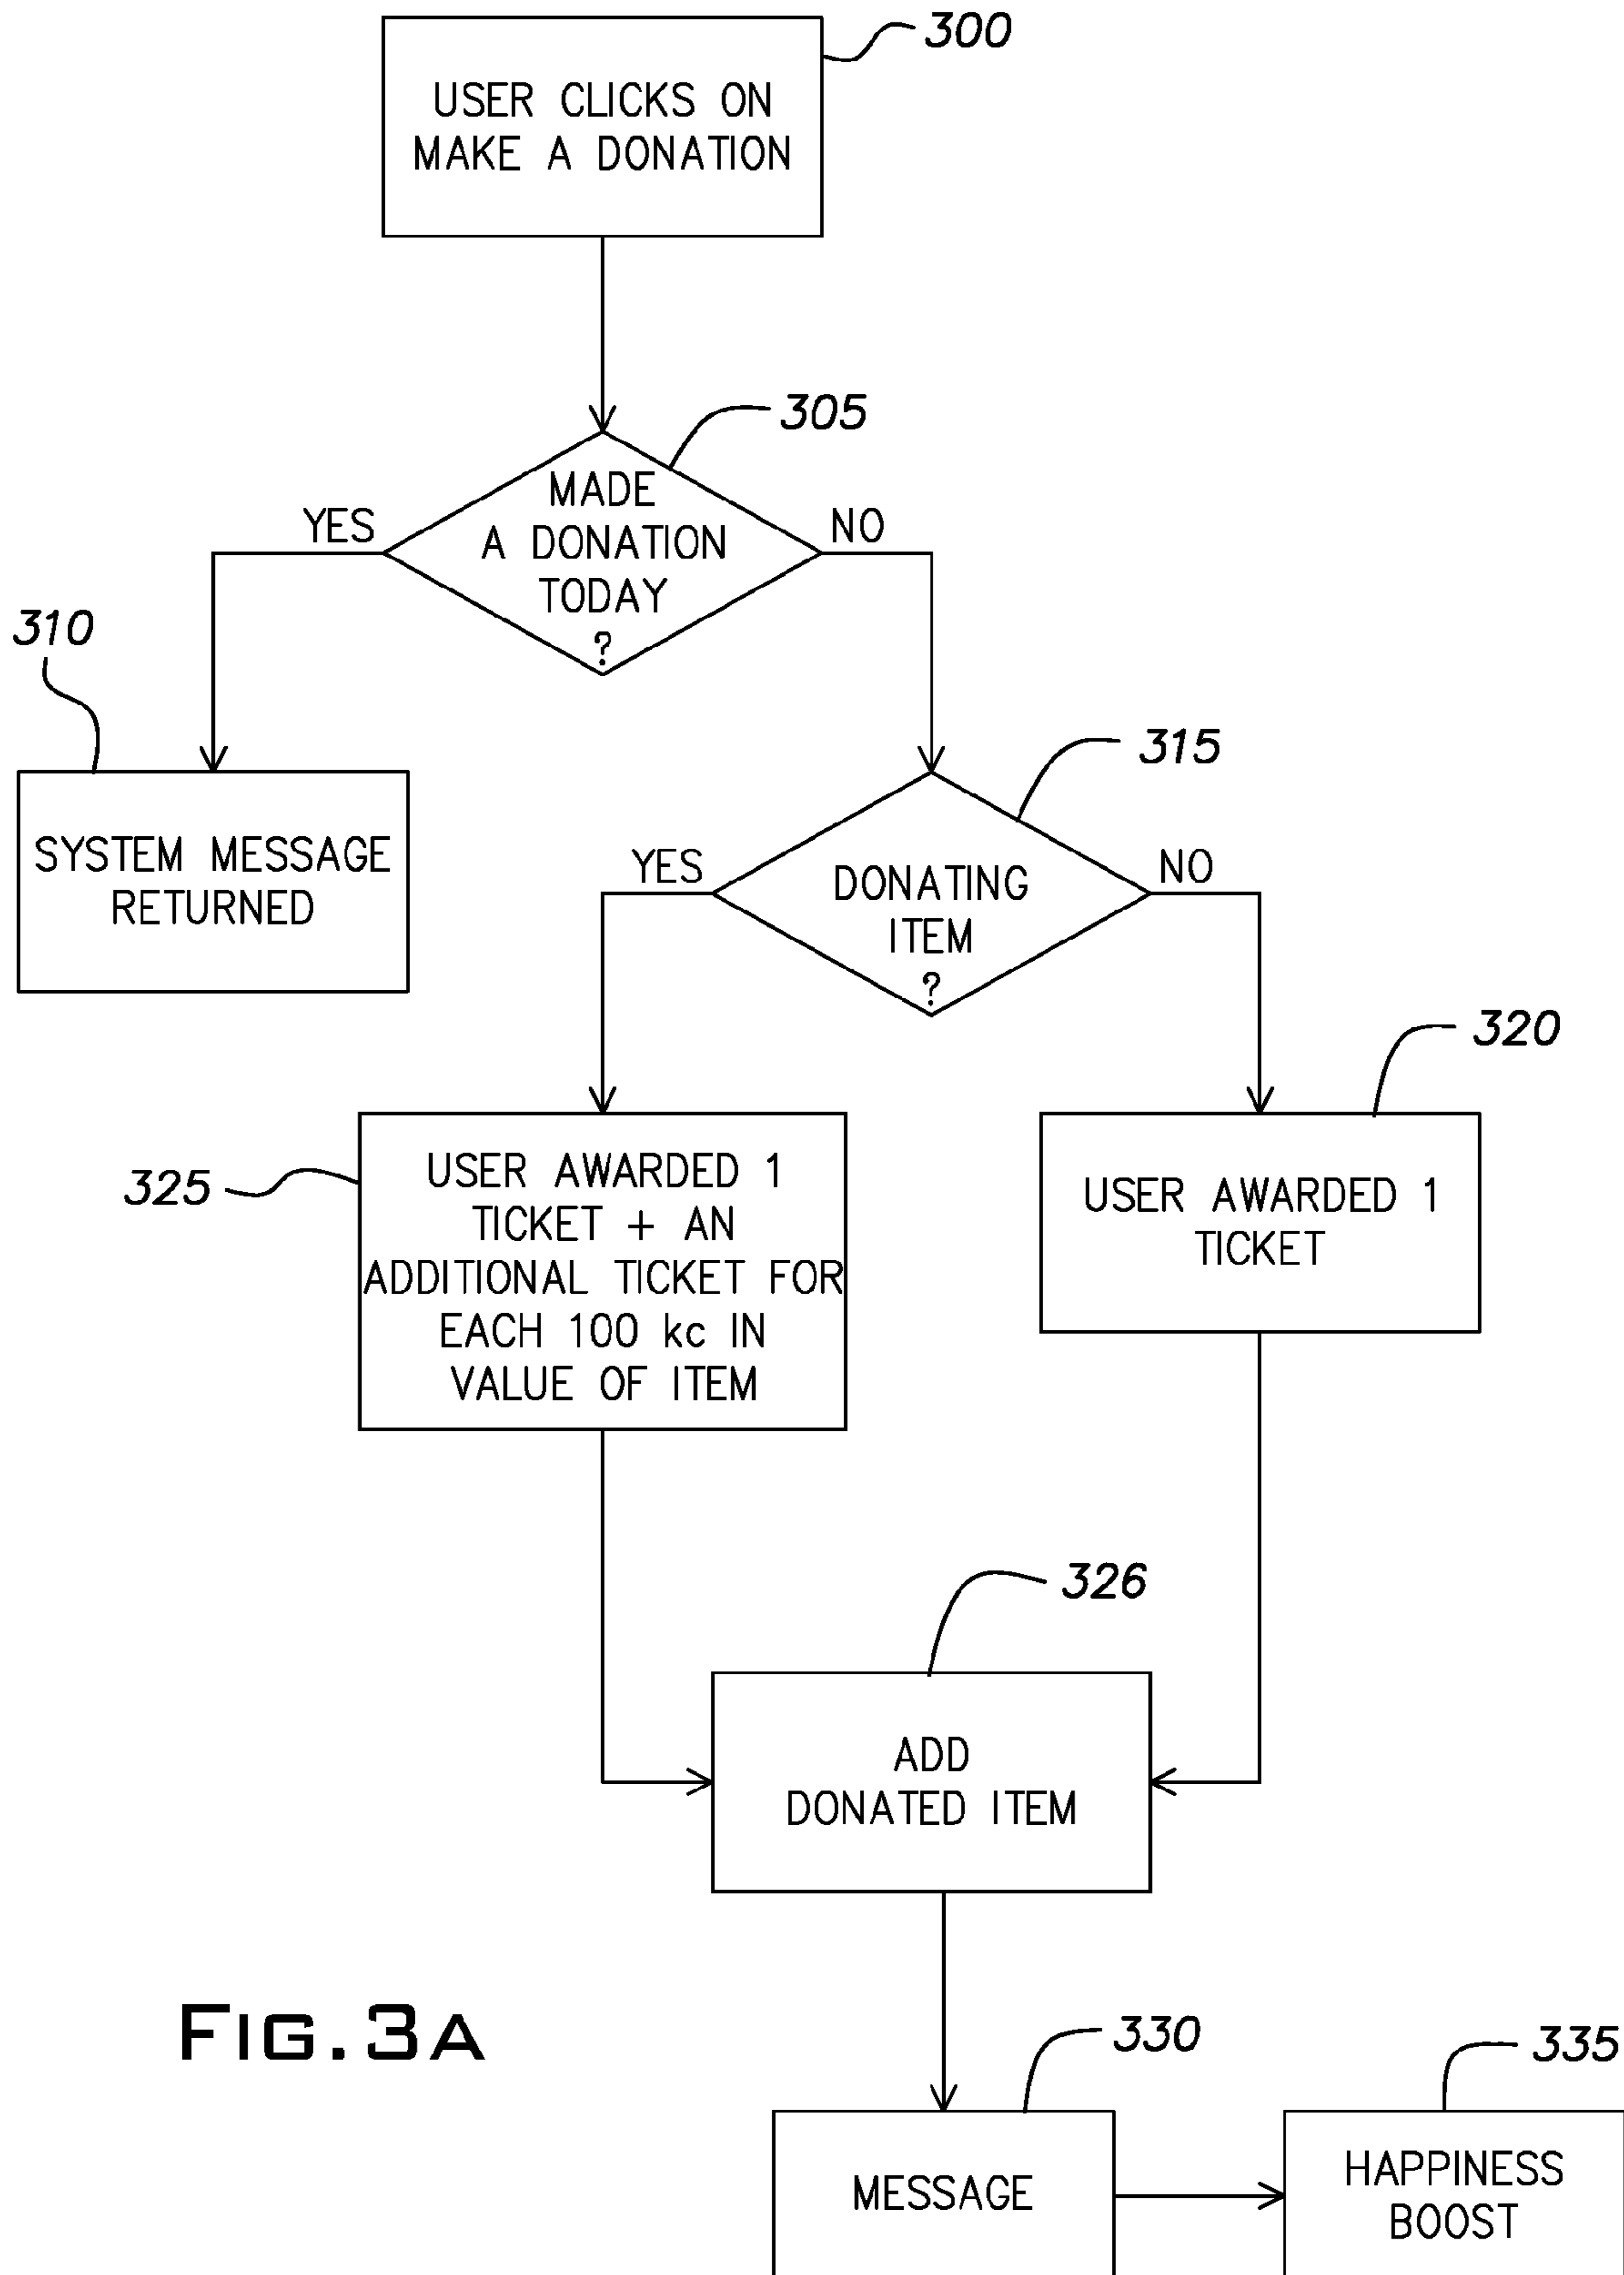 300
USER CLICKS ON
MAKE A DONATION
305
MADE
A DONATION
TODAY
?
YES
NO
310
SYSTEM MESSAGE
RETURNED
315
DONATING
ITEM
?
YES
NO
320
325
USER AWARDED 1
TICKET + AN
ADDITIONAL TICKET FOR
EACH 100 kc IN
VALUE OF ITEM
USER AWARDED 1
TICKET
326
ADD
DONATED ITEM
FIG. 3A
330
MESSAGE
335
HAPPINESS
BOOST